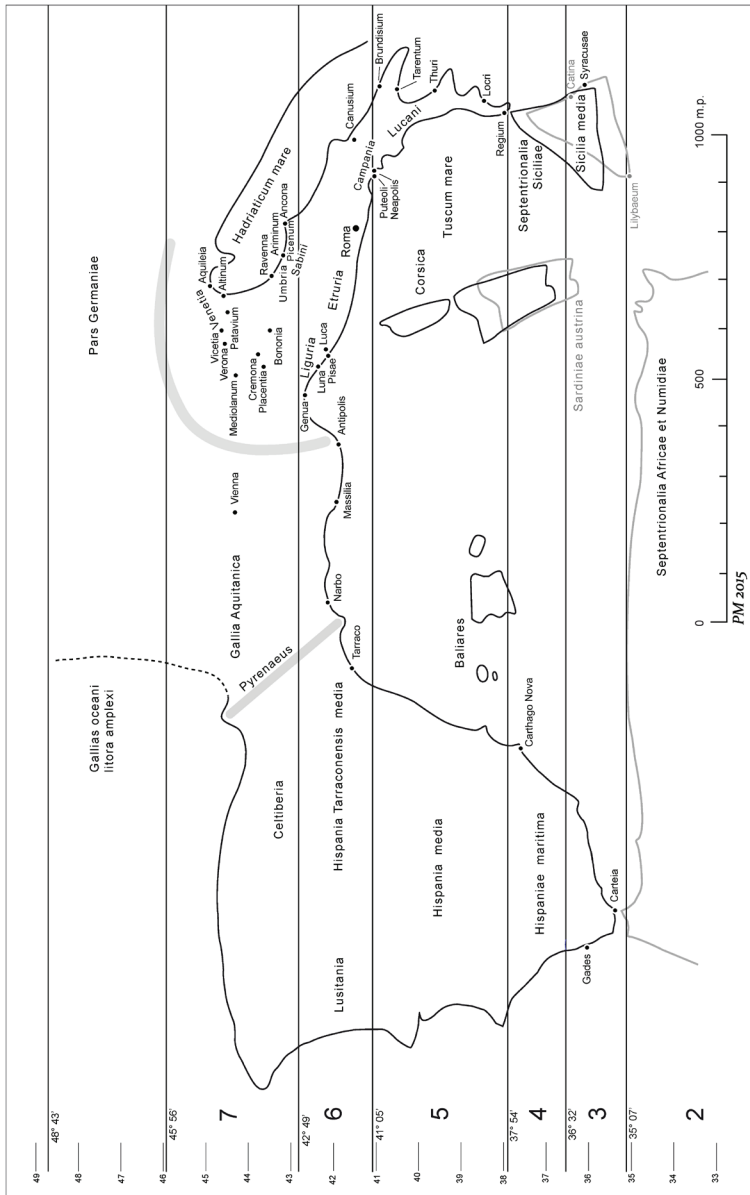 48° 43'
45° 56'
42° 49'
41° 05'
37° 54'
36° 32'
35° 07'
49
48
47
46
45
44
43
42
41
40
39
38
37
36
35
34
33
7
6
5
4
3
2
Gallias oceani
litora amplexi
Pars Germaniae
Gallia Aquitanica
Vienna
Mediolanum
Verona
Vicetia
Venetia
Patavium
Altinum
Aquileia
Cremona
Placentia
Bononia
Ravenna
Ariminum
Umbria
Picenum
Ancona
Sabini
Hadriaticum mare
Pyrenaeus
Celtiberia
Lusitania
Hispania Tarraconensis media
Tarraco
Narbo
Massilia
Antipolis
Genua
Liguria
Luna
Luca
Pisae
Etruria
Roma
Campania
Puteoli
Neapolis
Canusium
Brundisium
Tarentum
Thuri
Lucani
Locri
Regium
Hispania media
Baliares
Corsica
Tuscum mare
Hispaniae maritima
Carthago Nova
Septentrionalia
Siciliae
Sicilia media
Catina
Syracusae
Lilybaeum
Sardiniae austrina
Gades
Carteia
Septentrionalia Africae et Numidiae
0
500
1000 m.p.
PM 2015